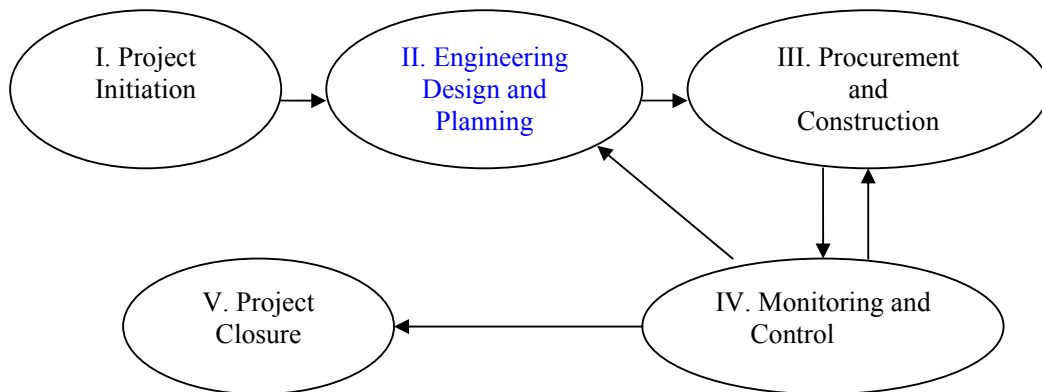 I. Project
Initiation
II. Engineering
Design and
Planning
III. Procurement
and
Construction
V. Project
Closure
IV. Monitoring and
Control